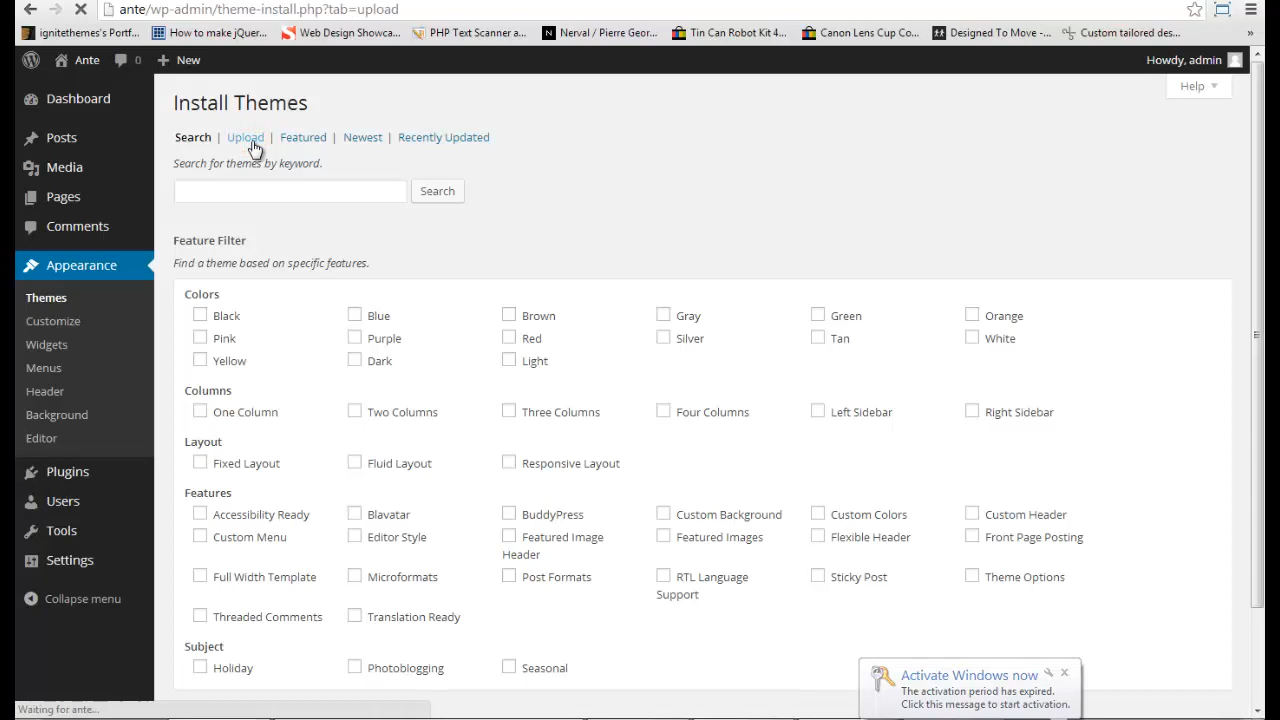 ante/wp-admin/theme-install.php?tab=upload
ignitethemes's Portf... How to make jQuer... Web Design Showca... PHP Text Scanner a... Nerval / Pierre Geor... Tin Can Robot Kit 4... Canon Lens Cup Co... Designed To Move -... Custom tailored des... »
Ante 0 New Howdy, admin
Help
Dashboard
Posts
Media
Pages
Comments
Appearance
Themes
Customize
Widgets
Menus
Header
Background
Editor
Plugins
Users
Tools
Settings
Collapse menu
Install Themes
Search | Upload | Featured | Newest | Recently Updated
Search for themes by keyword.
Search
Feature Filter
Find a theme based on specific features.
Colors
Black Blue Brown Gray Green Orange
Pink Purple Red Silver Tan White
Yellow Dark Light
Columns
One Column Two Columns Three Columns Four Columns Left Sidebar Right Sidebar
Layout
Fixed Layout Fluid Layout Responsive Layout
Features
Accessibility Ready Blavatar BuddyPress Custom Background Custom Colors Custom Header
Custom Menu Editor Style Featured Image Featured Images Flexible Header Front Page Posting
Header
Full Width Template Microformats Post Formats RTL Language Sticky Post Theme Options
Support
Threaded Comments Translation Ready
Subject
Holiday Photoblogging Seasonal
Activate Windows now
The activation period has expired.
Click this message to start activation.
Waiting for ante...